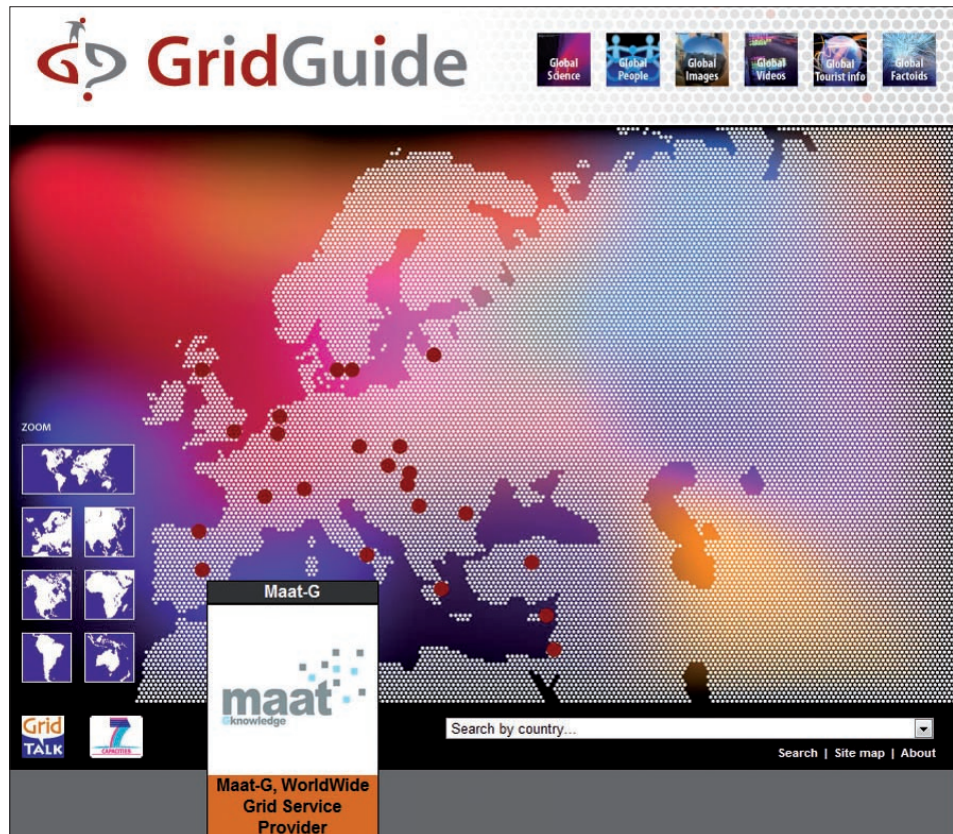 GridGuide
Global Science
Global People
Global Images
Global Videos
Global Tourist info
Global Factoids
ZOOM
Maat-G
maat
Gknowledge
Grid
TALK
7
CAPACITIES
Search by country...
Search | Site map | About
Maat-G, WorldWide
Grid Service
Provider